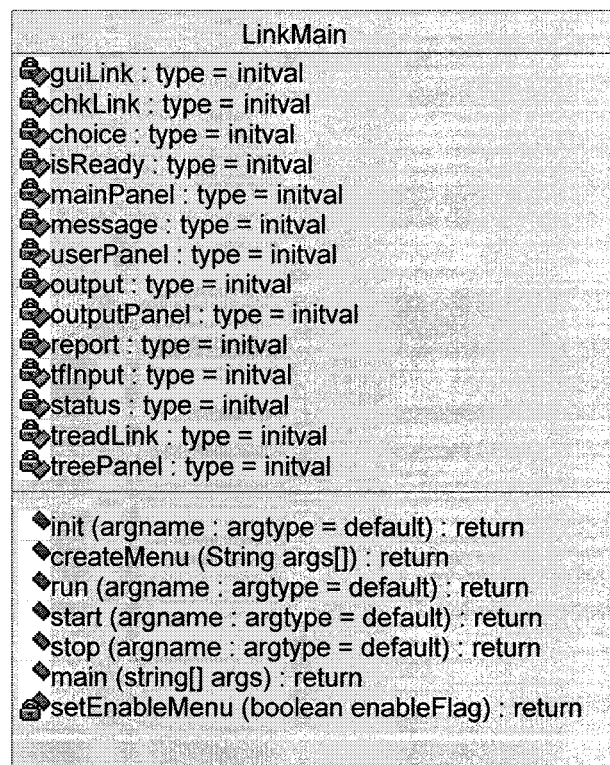 LinkMain
guiLink : type = initval
chkLink : type = initval
choice : type = initval
isReady : type = initval
mainPanel : type = initval
message : type = initval
userPanel : type = initval
output : type = initval
outputPanel : type = initval
report : type = initval
tfInput : type = initval
status : type = initval
treadLink : type = initval
treePanel : type = initval
init (argname : argtype = default) : return
createMenu (String args[]) : return
run (argname : argtype = default) : return
start (argname : argtype = default) : return
stop (argname : argtype = default) : return
main (string[] args) : return
setEnableMenu (boolean enableFlag) : return